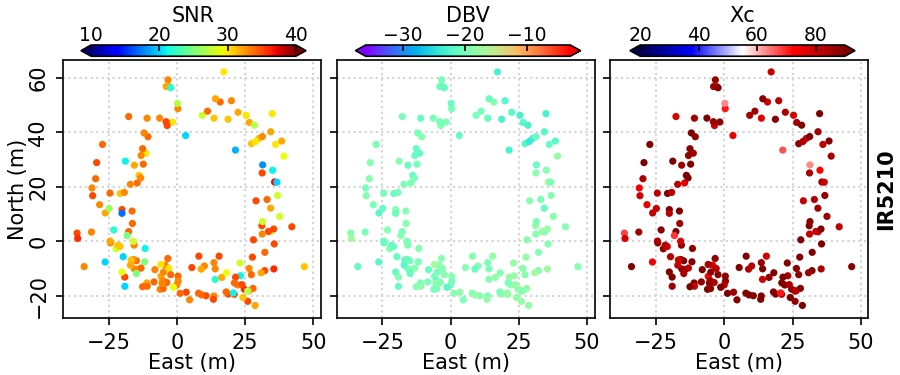 SNR DBV Xc
10 20 30 40 −30 −20 −10 20 40 60 80
60
40
20
0
−20
North (m)
−25 0 25 50 −25 0 25 50 −25 0 25 50
East (m) East (m) East (m)
IR5210